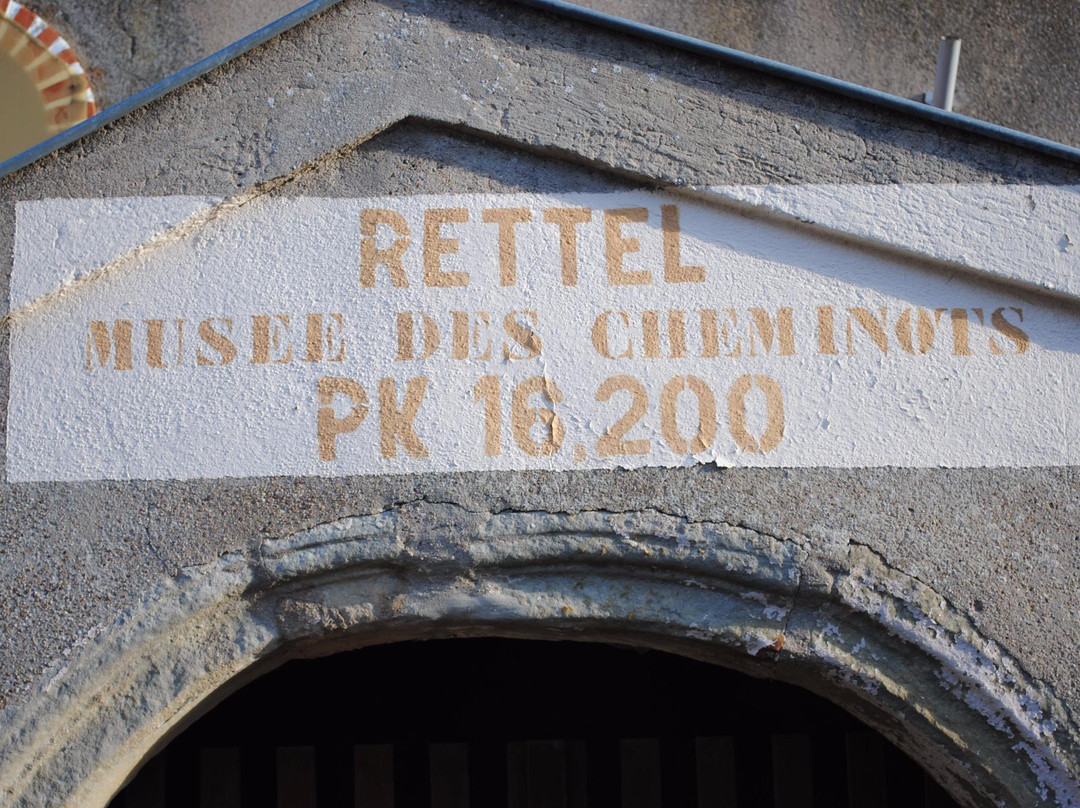 RETTEL
MUSEE DES CHEMINOTS
PK 16.200